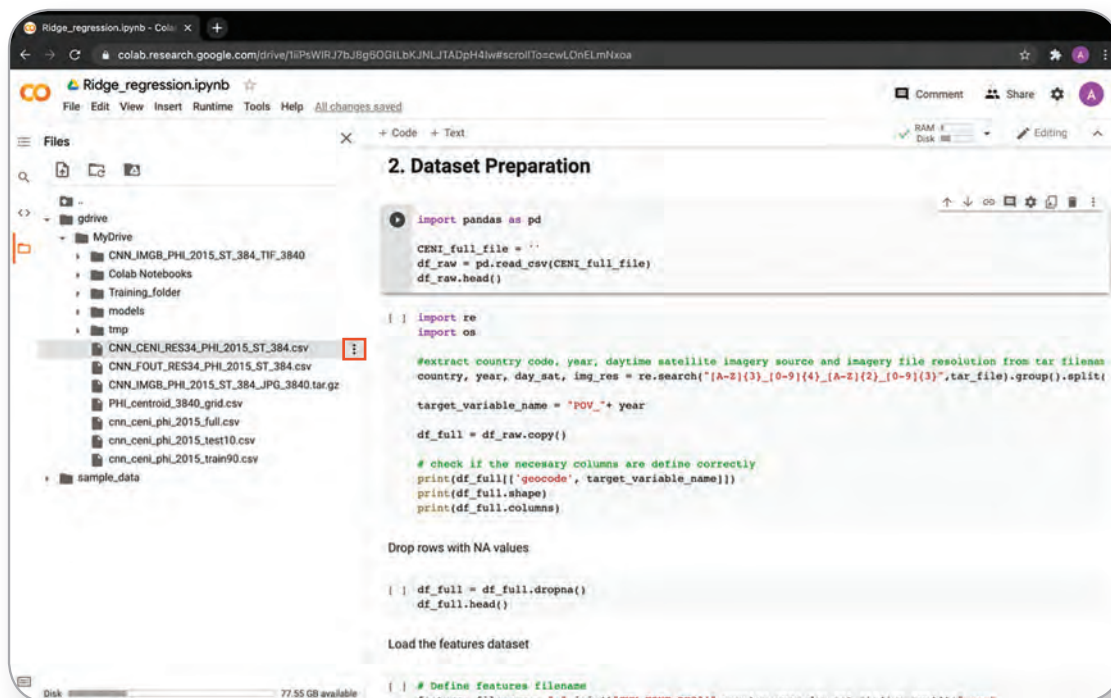 Ridge_regression.ipynb - Cola
colab.research.google.com/drive/
Ridge_regression.ipynb
File Edit View Insert Runtime Tools Help All changes saved
Comment Share A
Files
+ Code + Text
RAM
Disk
Editing
..
gdrive
MyDrive
CNN_IMGB_PHI_2015_ST_384_TIF_3840
Colab Notebooks
Training_folder
models
tmp
CNN_CENI_RES34_PHI_2015_ST_384.csv
CNN_FOUT_RES34_PHI_2015_ST_384.csv
CNN_IMGB_PHI_2015_ST_384_JPG_3840.tar.gz
PHI_centroid_3840_grid.csv
cnn_ceni_phi_2015_full.csv
cnn_ceni_phi_2015_test10.csv
cnn_ceni_phi_2015_train90.csv
sample_data
Disk 77.55 GB available
2. Dataset Preparation
import pandas as pd
CENI_full_file = ''
df_raw = pd.read_csv(CENI_full_file)
df_raw.head()
[ ] import re
import os
#extract country code, year, daytime satellite imagery source and imagery file resolution from tar filenam
country, year, day_sat, img_res = re.search("[A-Z]{3}_[0-9]{4}_[A-Z]{2}_[0-9]{3}",tar_file).group().split(
target_variable_name = "POV_"+ year
df_full = df_raw.copy()
# check if the necesary columns are define correctly
print(df_full[['geocode', target_variable_name]])
print(df_full.shape)
print(df_full.columns)
Drop rows with NA values
[ ] df_full = df_full.dropna()
df_full.head()
Load the features dataset
[ ] # Define features filename